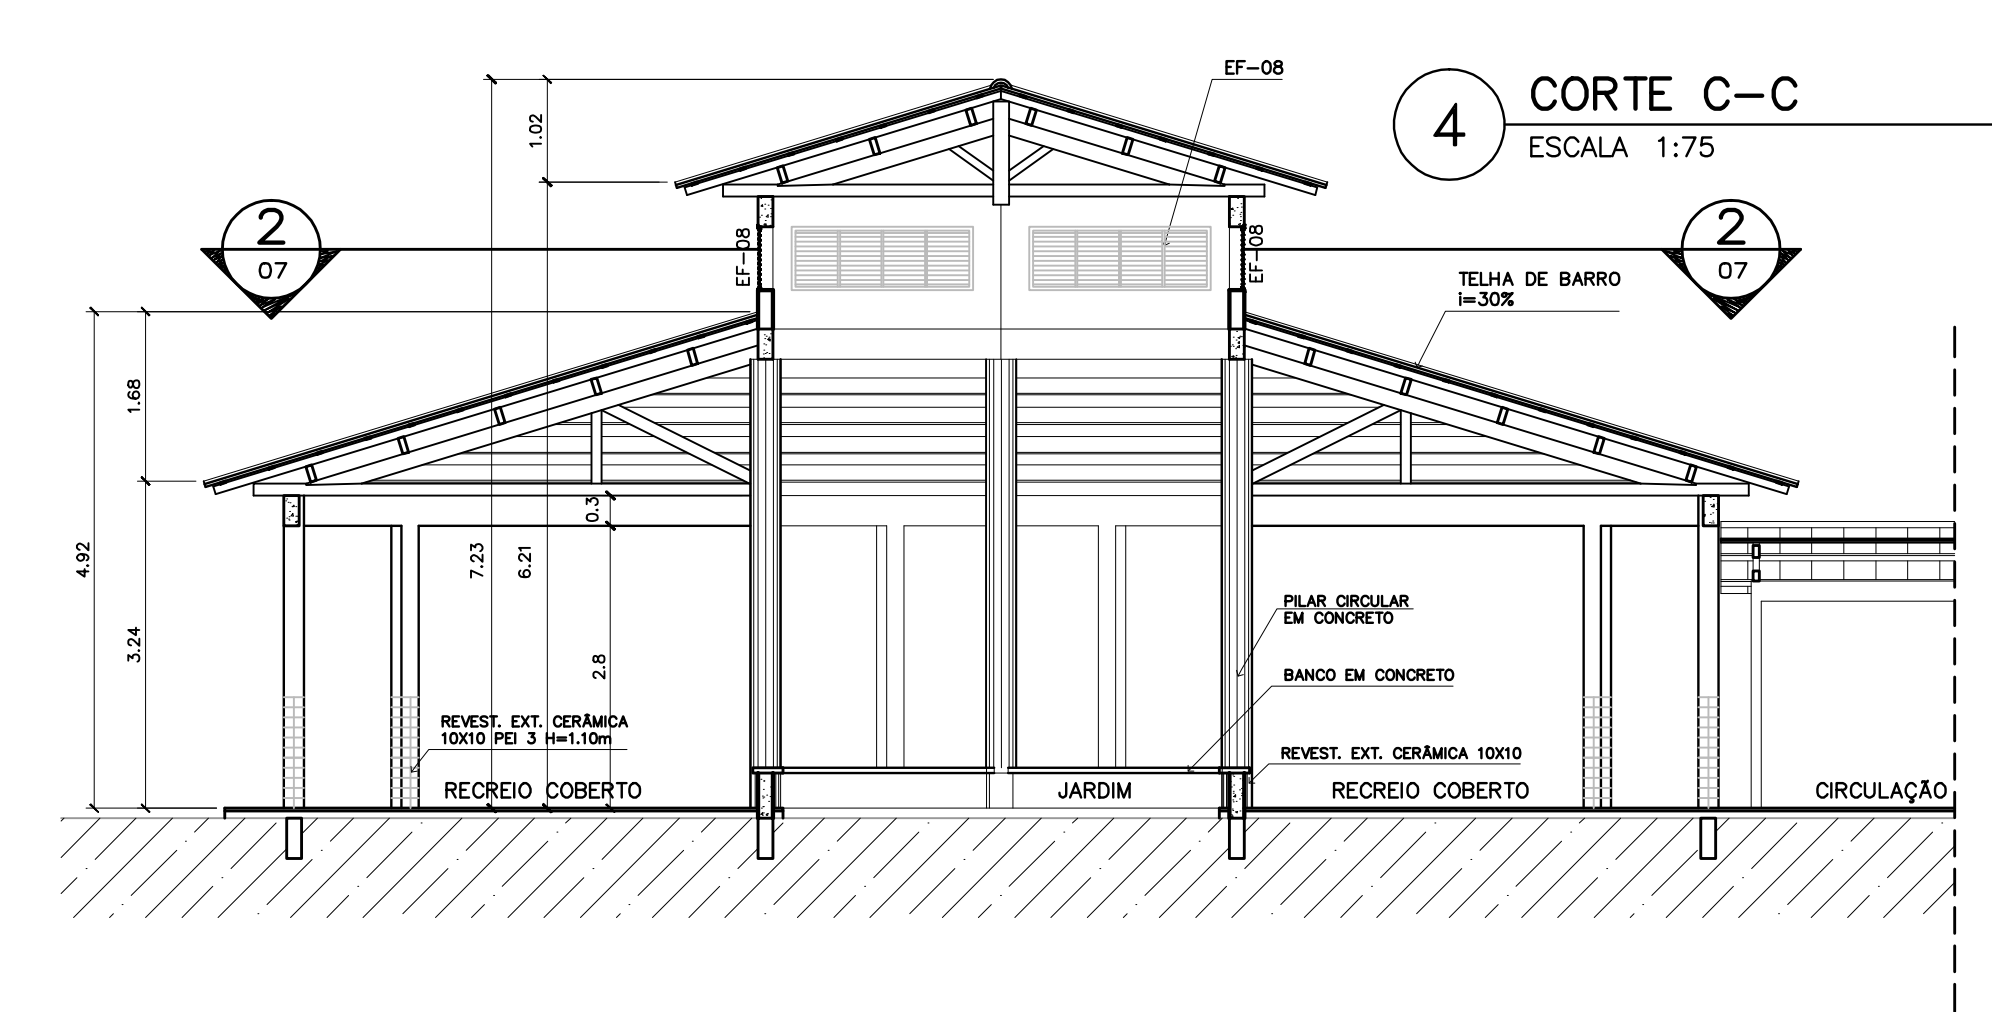 EF-08
4
CORTE C-C
ESCALA 1:75
1.02
2
07
EF-08
EF-08
2
07
TELHA DE BARRO
i=30%
1.68
0.3
4.92
7.23
6.21
3.24
2.8
PILAR CIRCULAR
EM CONCRETO
BANCO EM CONCRETO
REVEST. EXT. CERÂMICA
10X10 PEI 3 H=1.10m
REVEST. EXT. CERÂMICA 10X10
RECREIO COBERTO
JARDIM
RECREIO COBERTO
CIRCULAÇÃO